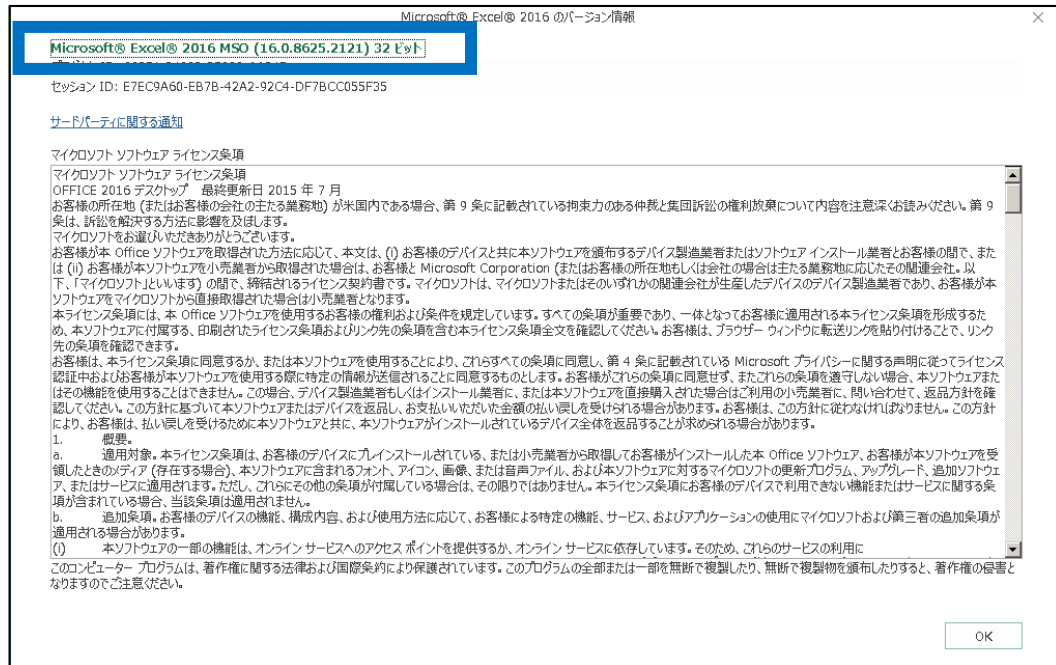 Microsoft® Excel® 2016 のバージョン情報
Microsoft® Excel® 2016 MSO (16.0.8625.2121) 32 ビット
セッション ID: E7EC9A60-EB7B-42A2-92C4-DF7BCC055F35
サードパーティに関する通知
マイクロソフト ソフトウェア ライセンス条項
マイクロソフト ソフトウェア ライセンス条項
OFFICE 2016 デスクトップ 最終更新日 2015 年 7 月
お客様の所在地 (またはお客様の会社の主たる業務地) が米国内である場合、第 9 条に記載されている拘束力のある仲裁と集団訴訟の権利放棄について内容を注意深くお読みください。第 9
条は、訴訟を解決する方法に影響を及ぼします。
マイクロソフトをお選びいただきありがとうございます。
お客様が本 Office ソフトウェアを取得された方法に応じて、本文は、(i) お客様のデバイスと共に本ソフトウェアを頒布するデバイス製造業者またはソフトウェア インストール業者とお客様の間で、また
は (ii) お客様が本ソフトウェアを小売業者から取得された場合は、お客様と Microsoft Corporation (またはお客様の所在地もしくは会社の場合は主たる業務地に応じたその関連会社。以
下、「マイクロソフト」といいます) の間で、締結されるライセンス契約書です。マイクロソフトは、マイクロソフトまたはそのいずれかの関連会社が生産したデバイスのデバイス製造業者であり、お客様が本
ソフトウェアをマイクロソフトから直接取得された場合は小売業者となります。
本ライセンス条項には、本 Office ソフトウェアを使用するお客様の権利および条件を規定しています。すべての条項が重要であり、一体となってお客様に適用される本ライセンス条項を形成するた
め、本ソフトウェアに付属する、印刷されたライセンス条項およびリンク先の条項を含む本ライセンス条項全文を確認してください。お客様は、ブラウザー ウィンドウに転送リンクを貼り付けることで、リンク
先の条項を確認できます。
お客様は、本ライセンス条項に同意するか、または本ソフトウェアを使用することにより、これらすべての条項に同意し、第 4 条に記載されている Microsoft プライバシーに関する声明に従ってライセンス
認証中およびお客様が本ソフトウェアを使用する際に特定の情報が送信されることに同意するものとします。お客様がこれらの条項に同意せず、またこれらの条項を遵守しない場合、本ソフトウェアまた
はその機能を使用することはできません。この場合、デバイス製造業者もしくはインストール業者に、または本ソフトウェアを直接購入された場合はご利用の小売業者に、問い合わせて、返品方針を確
認してください。この方針に基づいて本ソフトウェアまたはデバイスを返品し、お支払いいただいた金額の払い戻しを受けられる場合があります。お客様は、この方針に従わなければなりません。この方針
により、お客様は、払い戻しを受けるために本ソフトウェアと共に、本ソフトウェアがインストールされているデバイス全体を返品することが求められる場合があります。
1. 概要。
a. 適用対象。本ライセンス条項は、お客様のデバイスにプレインストールされている、または小売業者から取得してお客様がインストールした本 Office ソフトウェア、お客様が本ソフトウェアを受
領したときのメディア (存在する場合)、本ソフトウェアに含まれるフォント、アイコン、画像、または音声ファイル、および本ソフトウェアに対するマイクロソフトの更新プログラム、アップグレード、追加ソフトウェ
ア、またはサービスに適用されます。ただし、これらにその他の条項が付属している場合は、その限りではありません。本ライセンス条項にお客様のデバイスで利用できない機能またはサービスに関する条
項が含まれている場合、当該条項は適用されません。
b. 追加条項。お客様のデバイスの機能、構成内容、および使用方法に応じて、お客様による特定の機能、サービス、およびアプリケーションの使用にマイクロソフトおよび第三者の追加条項が
適用される場合があります。
(i) 本ソフトウェアの一部の機能は、オンライン サービスへのアクセス ポイントを提供するか、オンライン サービスに依存しています。そのため、これらのサービスの利用に
このコンピューター プログラムは、著作権に関する法律および国際条約により保護されています。このプログラムの全部または一部を無断で複製したり、無断で複製物を頒布したりすると、著作権の侵害と
なりますのでご注意ください。
OK